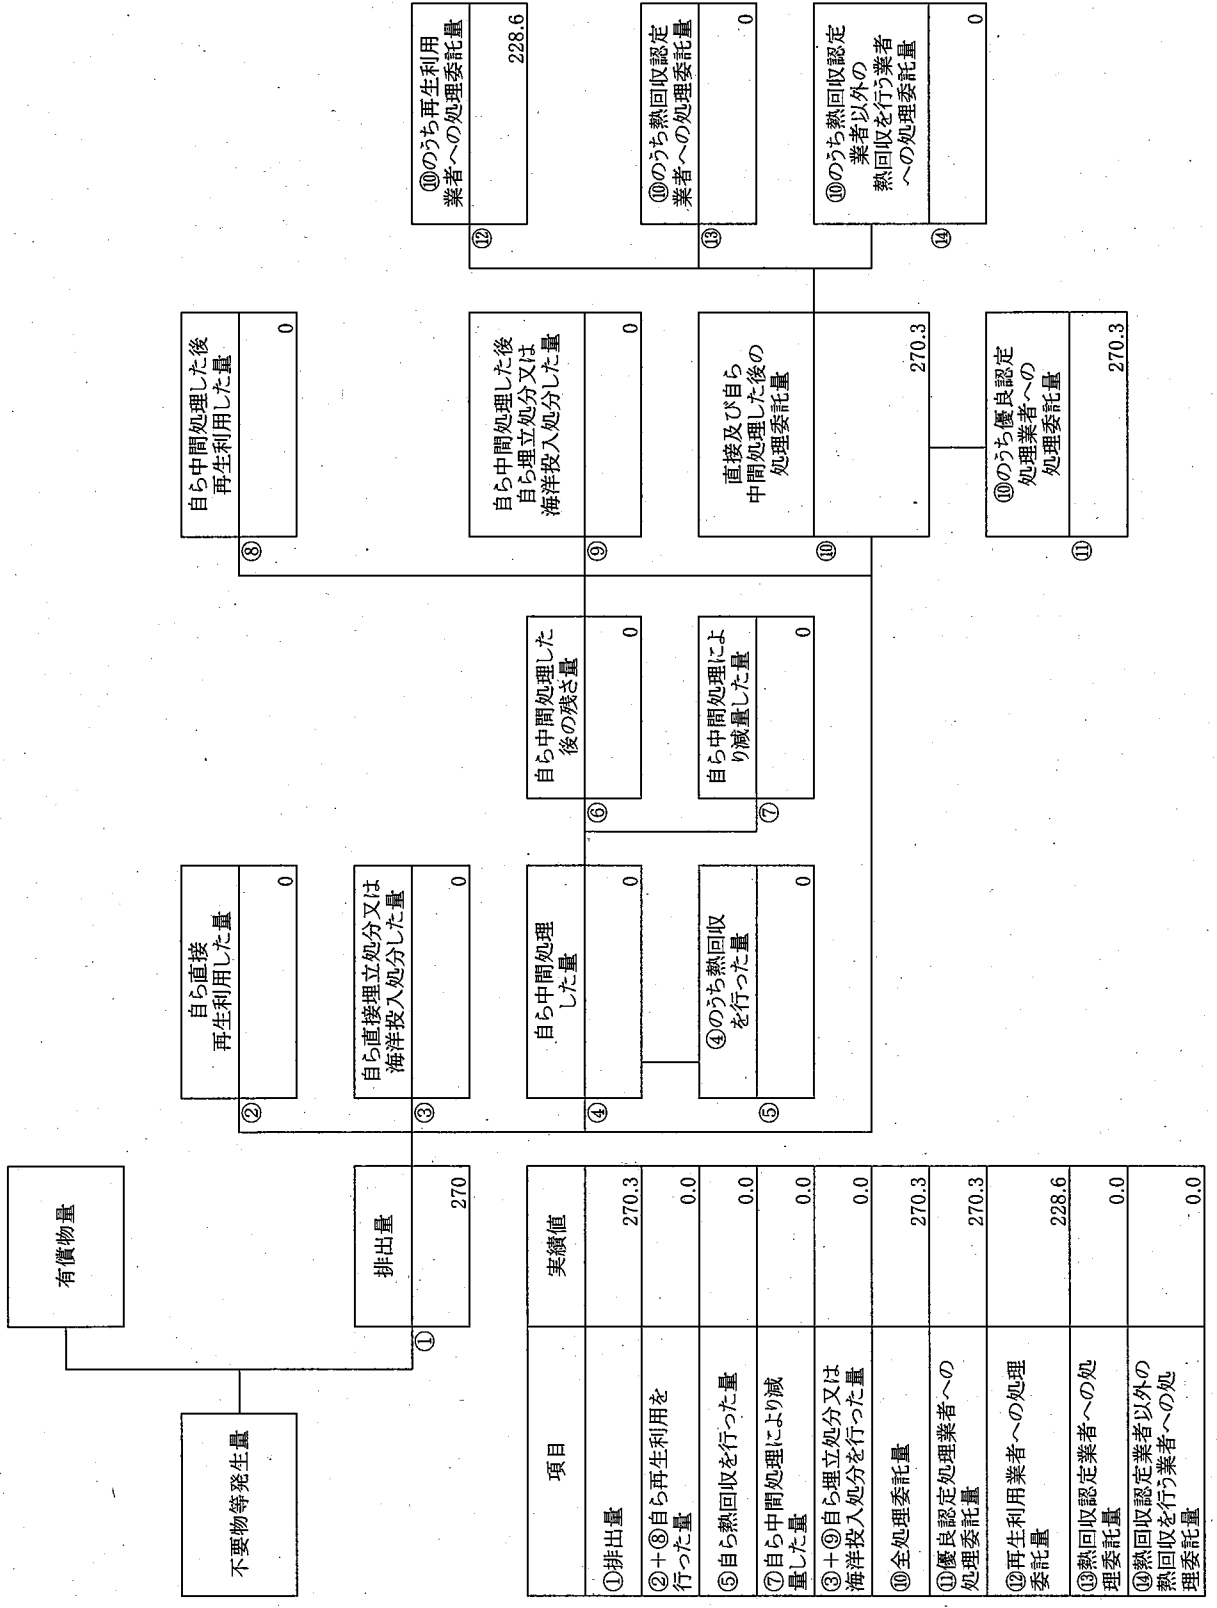 有償物量
不要物等発生量
①
排出量
270
②
自ら直接
再生利用した量
0
③
自ら直接埋立処分又は
海洋投入処分した量
0
④
自ら中間処理
した量
0
⑤
④のうち熱回収
を行った量
0
⑥
自ら中間処理した
後の残さ量
0
⑦
自ら中間処理によ
り減量した量
0
⑧
自ら中間処理した後
再生利用した量
0
⑨
自ら中間処理した後
自ら埋立処分又は
海洋投入処分した量
0
⑩
直接及び自ら
中間処理した後の
処理委託量
270.3
⑪
⑩のうち優良認定
処理業者への
処理委託量
270.3
⑫
⑩のうち再生利用
業者への処理委託量
228.6
⑬
⑩のうち熱回収認定
業者への処理委託量
0
⑭
⑩のうち熱回収認定
業者以外の
熱回収を行う業者
への処理委託量
0
項目 実績値
①排出量 270.3
②+⑧自ら再生利用を
行った量 0.0
⑤自ら熱回収を行った量 0.0
⑦自ら中間処理により減
量した量 0.0
③+⑨自ら埋立処分又は
海洋投入処分を行った量 0.0
⑩全処理委託量 270.3
⑪優良認定処理業者への
処理委託量 270.3
⑫再生利用業者への処理
委託量 228.6
⑬熱回収認定業者への処
理委託量 0.0
⑭熱回収認定業者以外の
熱回収を行う業者への処
理委託量 0.0